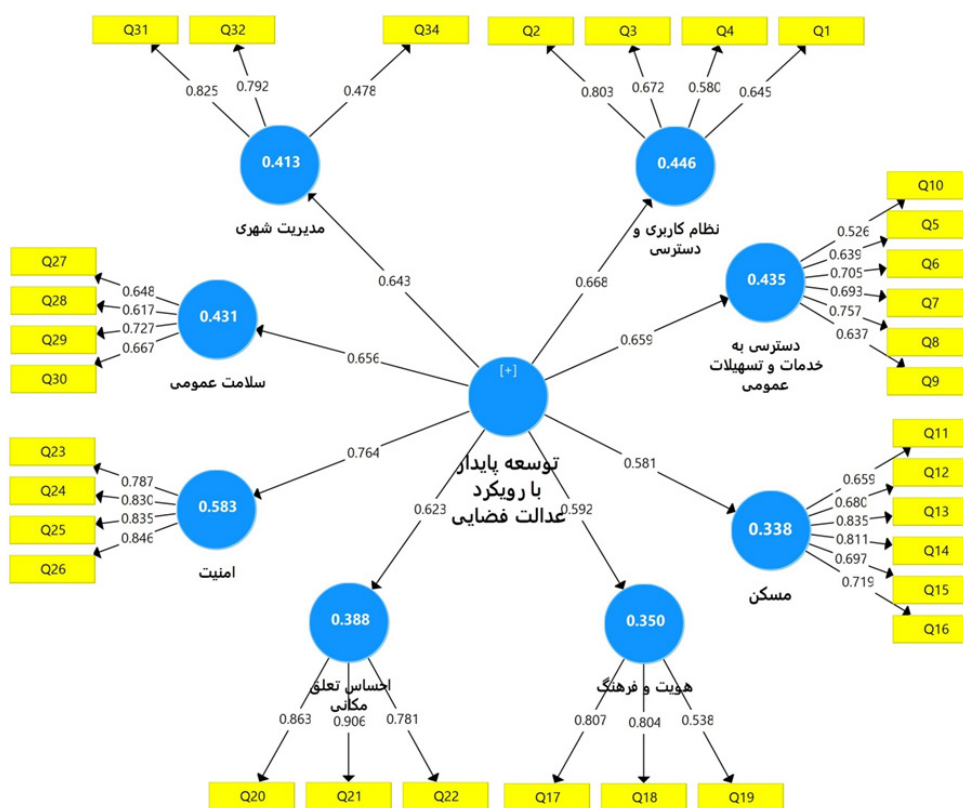 Q31
Q32
Q34
Q2
Q3
Q4
Q1
0.825
0.792
0.478
0.803
0.672
0.580
0.645
0.413
0.446
مدیریت شهری
نظام کاربری و
دسترسی
Q10
Q5
Q6
Q7
Q8
Q9
0.526
0.639
0.705
0.693
0.757
0.637
0.435
دسترسی به
خدمات و تسهیلات
عمومی
Q27
Q28
Q29
Q30
0.648
0.617
0.727
0.667
0.431
سلامت عمومی
0.643
0.668
0.656
0.659
[+]
توسعه پایدار
با رویکرد
عدالت فضایی
0.764
0.581
0.623
0.592
Q23
Q24
Q25
Q26
0.787
0.830
0.835
0.846
0.583
امنیت
Q11
Q12
Q13
Q14
Q15
Q16
0.659
0.680
0.835
0.811
0.697
0.719
0.338
مسکن
0.388
احساس تعلق
مکانی
0.350
هویت و فرهنگ
0.863
0.906
0.781
0.807
0.804
0.538
Q20
Q21
Q22
Q17
Q18
Q19